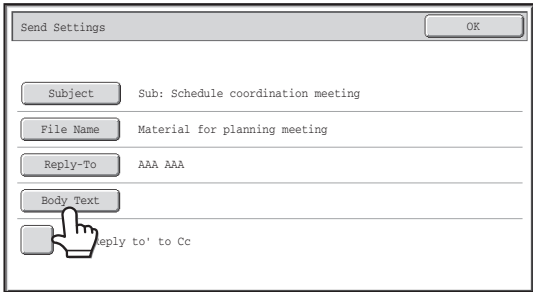 Send Settings OK
Subject Sub: Schedule coordination meeting
File Name Material for planning meeting
Reply-To AAA AAA
Body Text
to' to Cc